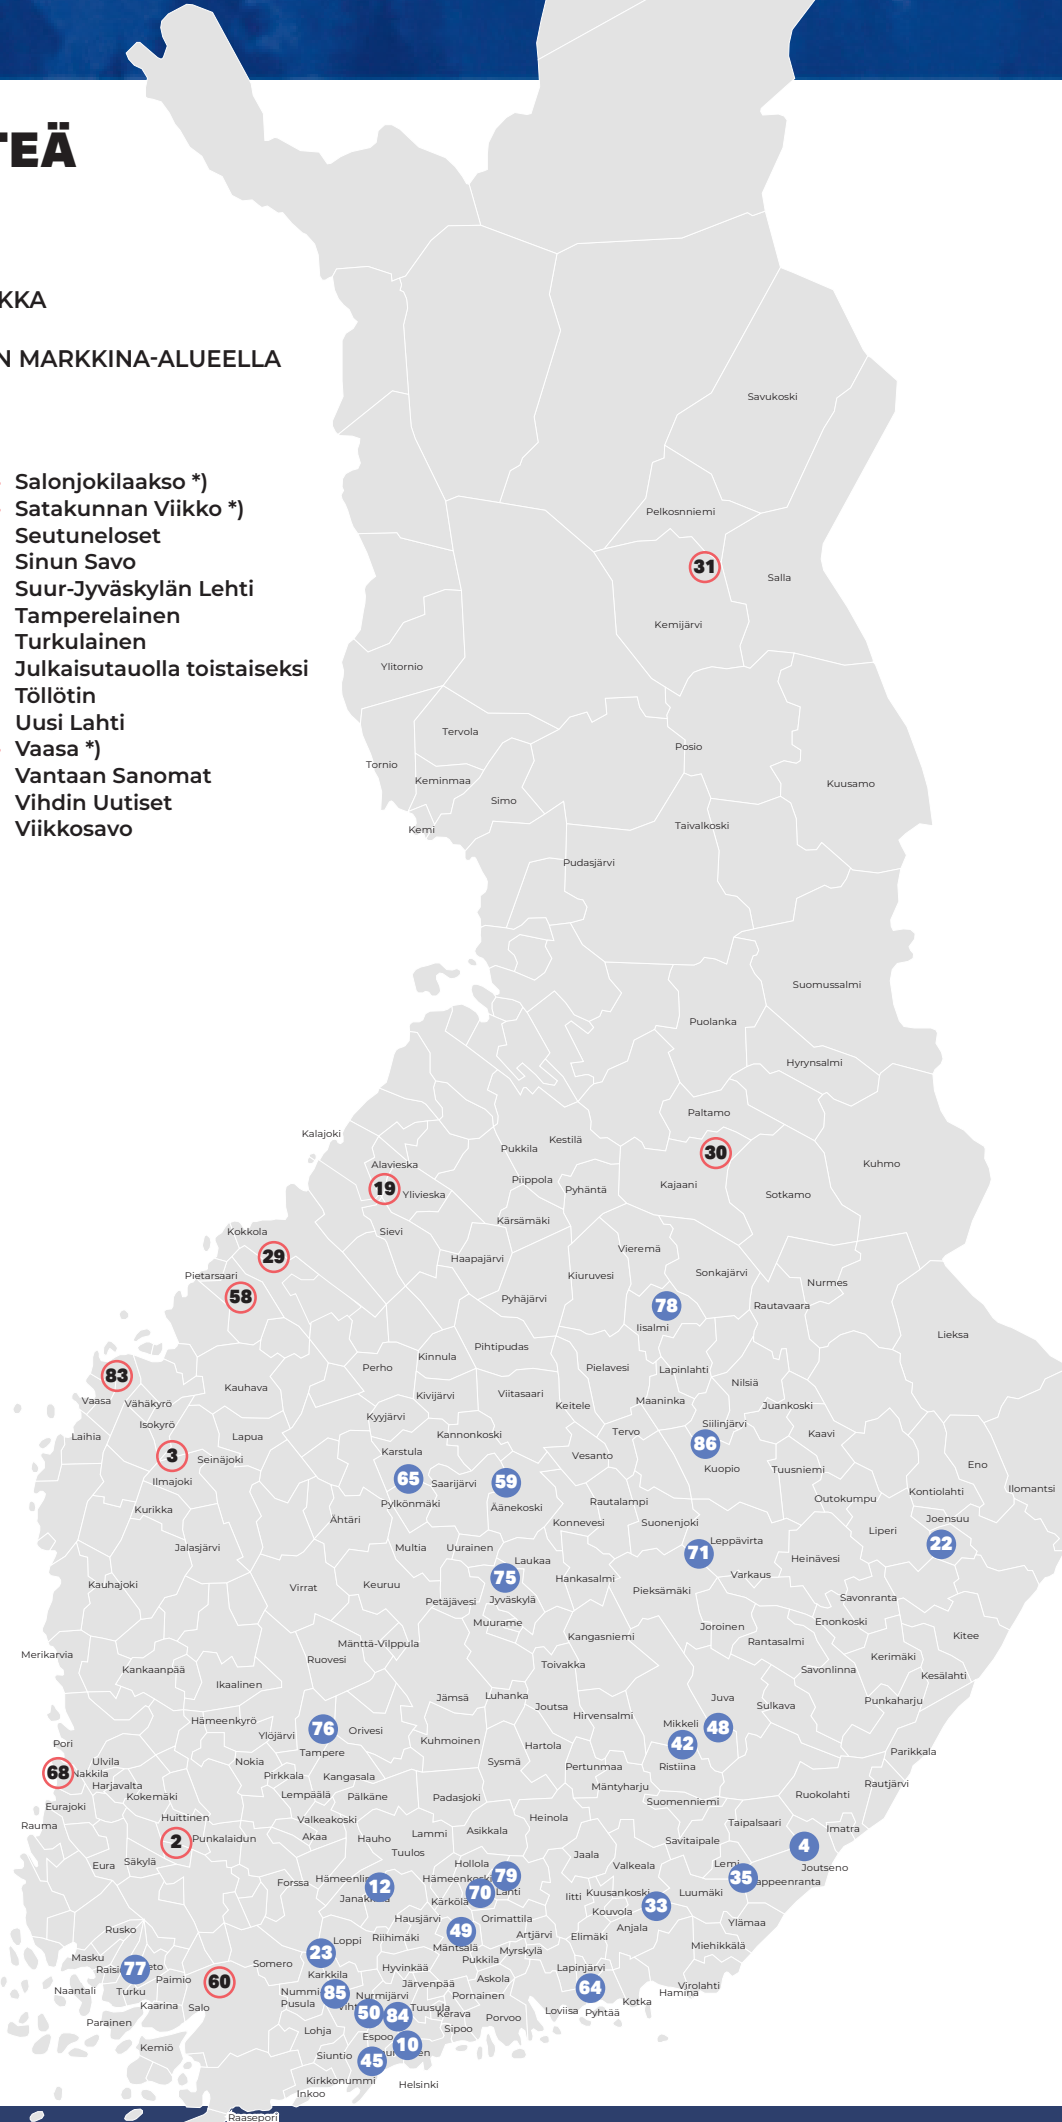 TEÄ
KKA
N MARKKINA-ALUEELLA
Salonjokilaakso *)
Satakunnan Viikko *)
Seutuneloset
Sinun Savo
Suur-Jyväskylän Lehti
Tamperelainen
Turkulainen
Julkaisutauolla toistaiseksi
Töllötin
Uusi Lahti
Vaasa *)
Vantaan Sanomat
Vihdin Uutiset
Viikkosavo
Savukoski
Pelkosnniemi
31
Salla
Kemijärvi
Ylitornio
Tervola
Posio
Tornio
Keminmaa
Kuusamo
Simo
Kemi
Taivalkoski
Pudasjärvi
Suomussalmi
Puolanka
Hyrynsalmi
Paltamo
Kalajoki
Kestilä
Pukkila
30
Alavieska
Kuhmo
19
Ylivieska
Piippola
Pyhäntä
Kajaani
Sotkamo
Kärsämäki
Kokkola
Sievi
29
Haapajärvi
Vieremä
Pietarsaari
Kiuruvesi
Sonkajärvi
Nurmes
58
Pyhäjärvi
78
Rautavaara
Iisalmi
Lieksa
Pihtipudas
Kinnula
Perho
Pielavesi
Lapinlahti
83
Kauhava
Nilsiä
Vaasa
Vähäkyrö
Kivijärvi
Viitasaari
Keitele
Maaninka
Juankoski
Isokyrö
Kyyjärvi
Siilinjärvi
Laihia
Lapua
Kannonkoski
Tervo
Kaavi
3
Seinäjoki
Karstula
Vesanto
86
Ilmajoki
65
Saarijärvi
59
Kuopio
Tuusniemi
Eno
Kurikka
Pylkönmäki
Äänekoski
Rautalampi
Outokumpu
Kontiolahti
Ilomantsi
Ähtäri
Konnevesi
Suonenjoki
Joensuu
Jalasjärvi
Multia
Uurainen
Leppävirta
Liperi
22
Laukaa
71
Heinävesi
Kauhajoki
Virrat
Keuruu
75
Hankasalmi
Varkaus
Petäjävesi
Jyväskylä
Pieksämäki
Savonranta
Muurame
Enonkoski
Kangasniemi
Joroinen
Kitee
Merikarvia
Mänttä-Vilppula
Rantasalmi
Ruovesi
Toivakka
Kerimäki
Kankaanpää
Savonlinna
Kesälahti
Ikaalinen
Jämsä
Luhanka
Joutsa
Juva
Punkaharju
Hämeenkyrö
Hirvensalmi
Sulkava
Ylöjärvi
76
Orivesi
Mikkeli
48
Pori
Kuhmoinen
Hartola
42
Parikkala
Tampere
Ulvila
Nokia
Sysmä
Pertunmaa
Ristiina
68
Nakkila
Pirkkala
Kangasala
Mäntyharju
Rautjärvi
Harjavalta
Kokemäki
Lempäälä
Pälkäne
Padasjoki
Suomenniemi
Ruokolahti
Eurajoki
Huittinen
Valkeakoski
Heinola
Taipalsaari
Rauma
Imatra
2
Punkalaidun
Akaa
Hauho
Lammi
Asikkala
Savitaipale
4
Tuulos
Jaala
Eura
Säkylä
Hollola
Valkeala
Lemi
Joutseno
Forssa
12
79
35
70
Iitti
Kuusankoski
Luumäki
Kärkölä
33
Kouvola
Hausjärvi
Orimattila
Anjala
Ylämaa
Rusko
49
Artjärvi
Elimäki
Loppi
Riihimäki
Mäntsälä
Myrskylä
Miehikkälä
23
Masku
Somero
Pukkila
Lapinjärvi
77
Hyvinkää
Paimio
60
Karkkila
Järvenpää
Askola
64
Virolahti
Naantali
Turku
Nummi
85
Nurmijärvi
Pornainen
Hamina
Kaarina
Salo
Pusula
50
84
Tuusula
Kotka
Kerava
Loviisa
Pyhtää
Parainen
Lohja
Porvoo
Sipoo
Espoo
10
Kemiö
Siuntio
45
Kirkkonummi
Helsinki
Inkoo
Raasepori